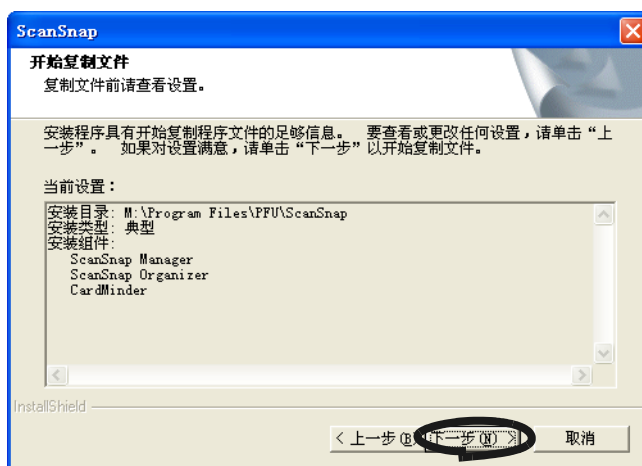 ScanSnap
开始复制文件
复制文件前请查看设置。
安装程序具有开始复制程序文件的足够信息。 要查看或更改任何设置，请单击“上
一步”。 如果对设置满意，请单击“下一步”以开始复制文件。
当前设置：
安装目录: M:\Program Files\PFU\ScanSnap
安装类型: 典型
安装组件:
ScanSnap Manager
ScanSnap Organizer
CardMinder
InstallShield
< 上一步(B) 下一步(N) > 取消